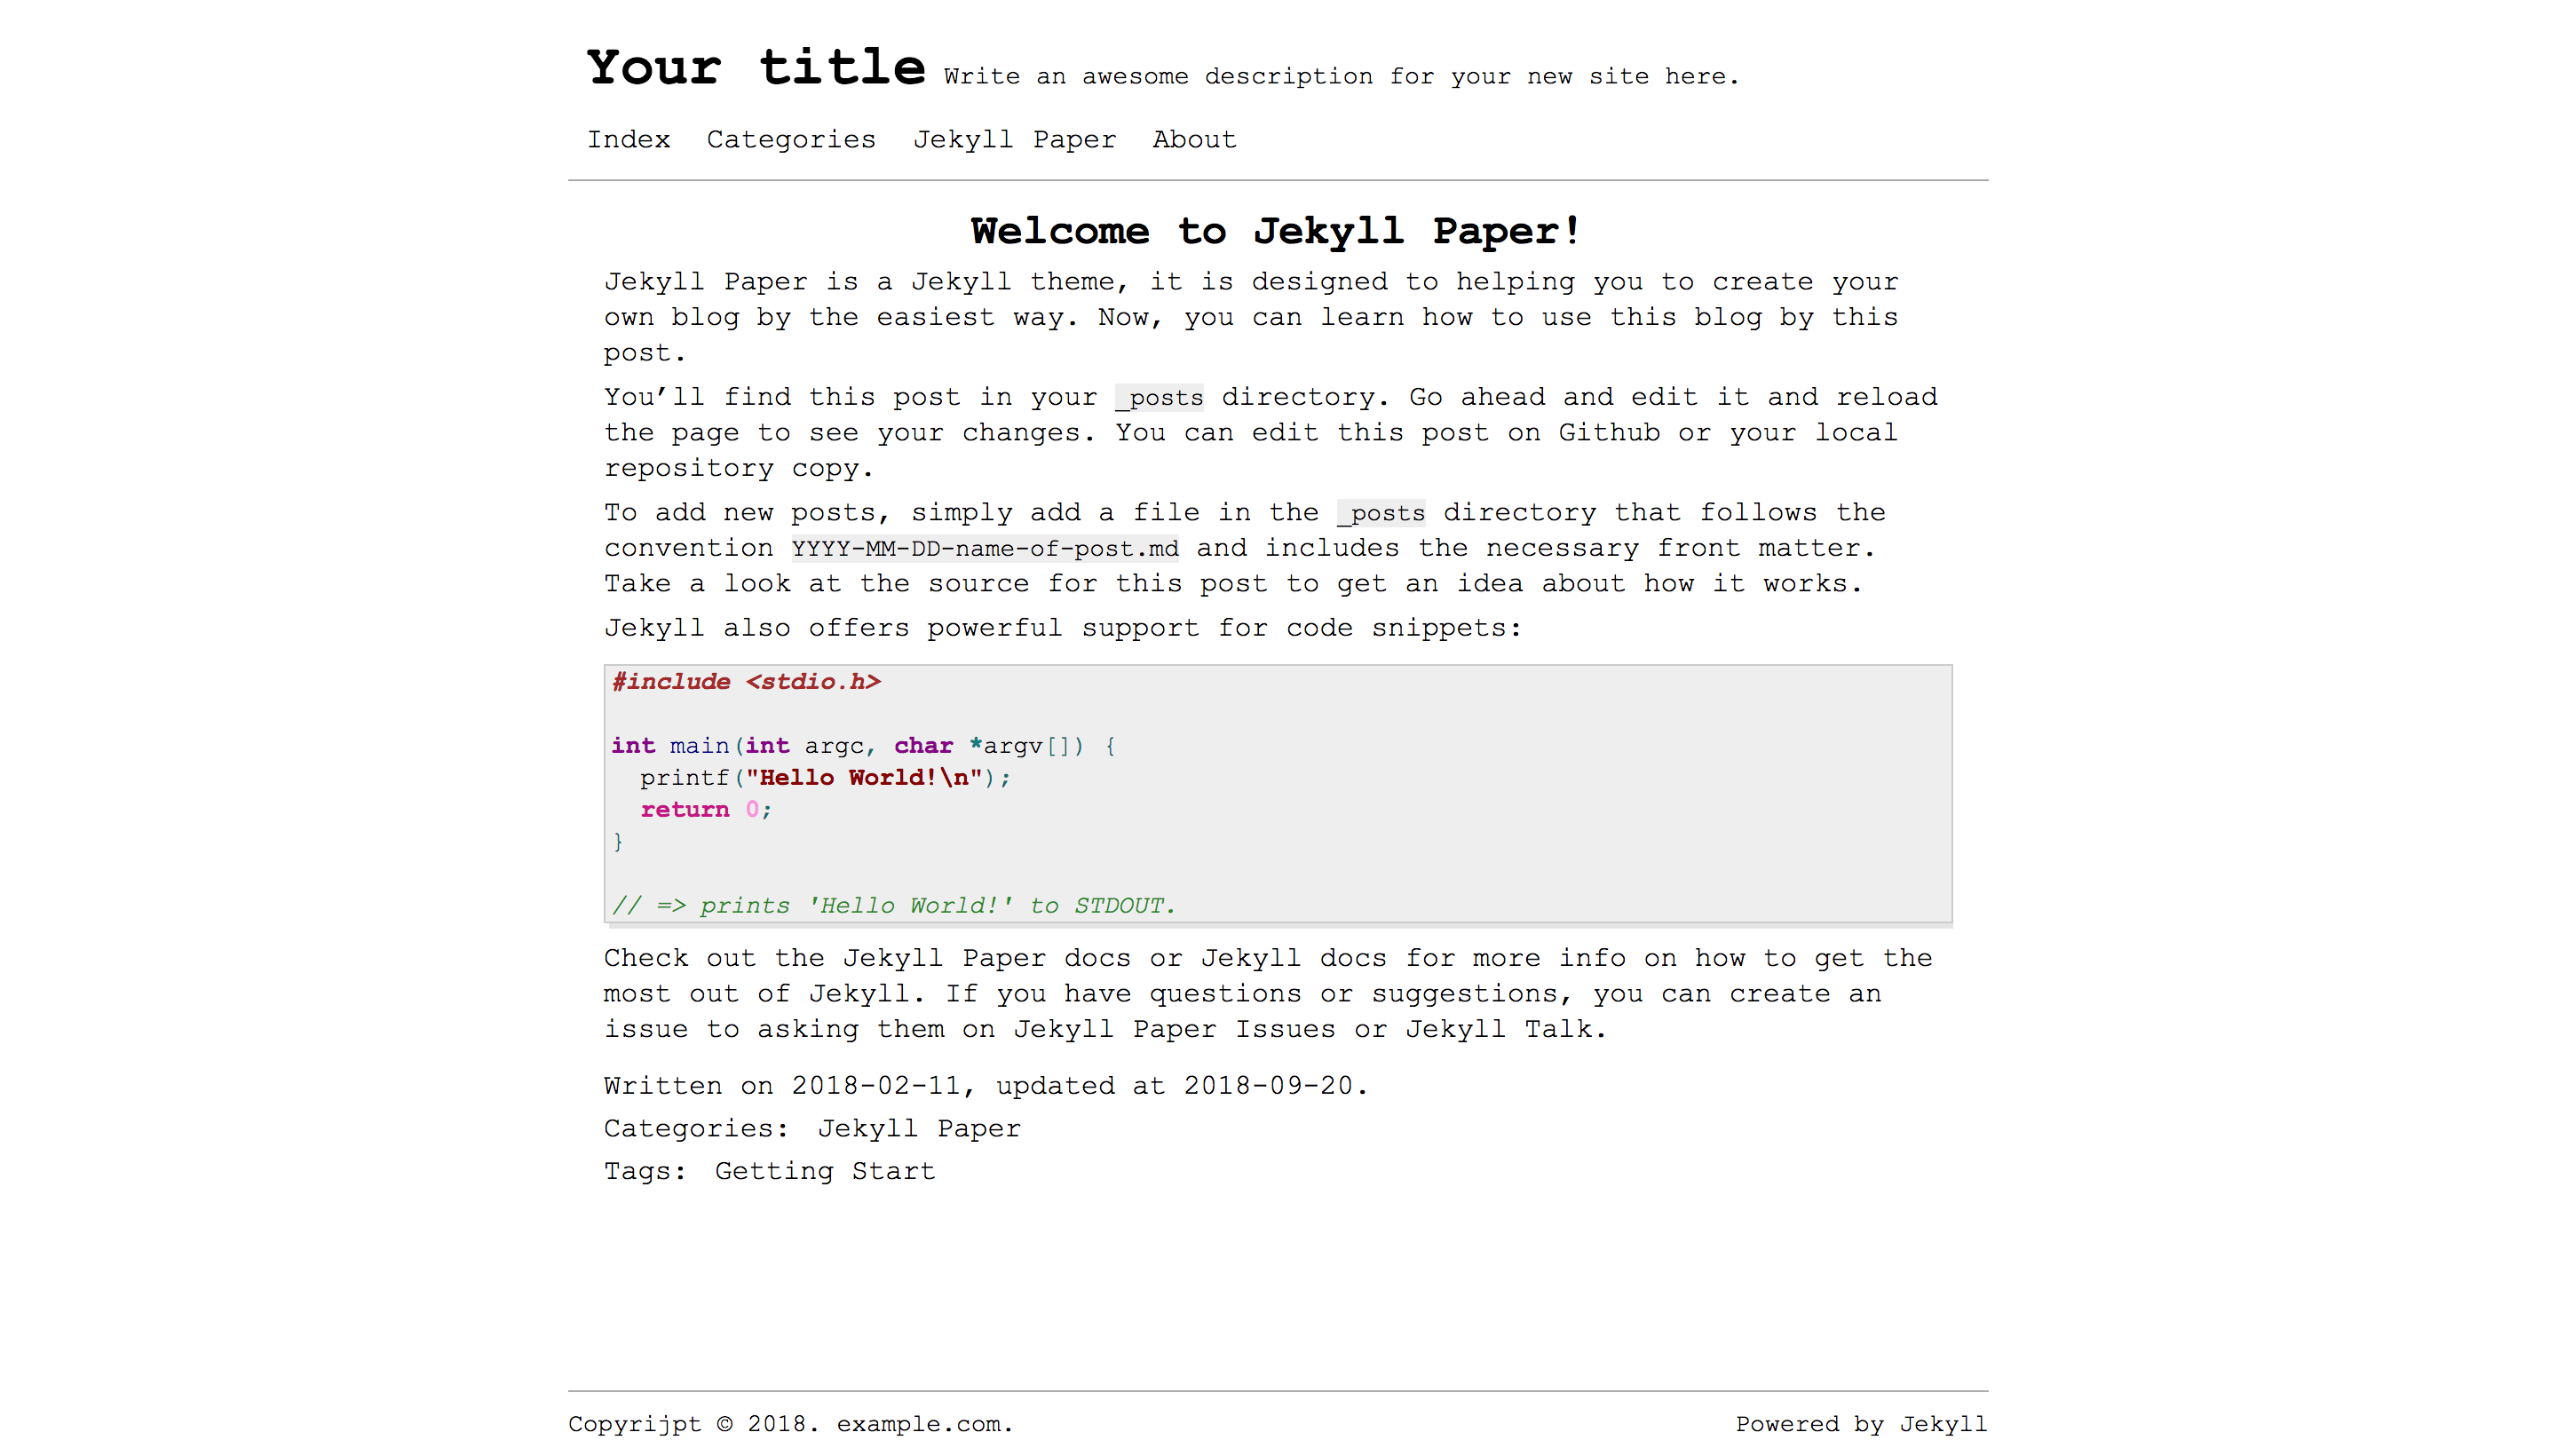 Your title Write an awesome description for your new site here.
Index Categories Jekyll Paper About
Welcome to Jekyll Paper!
Jekyll Paper is a Jekyll theme, it is designed to helping you to create your
own blog by the easiest way. Now, you can learn how to use this blog by this
post.
You’ll find this post in your _posts directory. Go ahead and edit it and reload
the page to see your changes. You can edit this post on Github or your local
repository copy.
To add new posts, simply add a file in the _posts directory that follows the
convention YYYY-MM-DD-name-of-post.md and includes the necessary front matter.
Take a look at the source for this post to get an idea about how it works.
Jekyll also offers powerful support for code snippets:
#include <stdio.h>
int main(int argc, char *argv[]) {
  printf("Hello World!\n");
  return 0;
}
// => prints 'Hello World!' to STDOUT.
Check out the Jekyll Paper docs or Jekyll docs for more info on how to get the
most out of Jekyll. If you have questions or suggestions, you can create an
issue to asking them on Jekyll Paper Issues or Jekyll Talk.
Written on 2018-02-11, updated at 2018-09-20.
Categories: Jekyll Paper
Tags: Getting Start
Copyrijpt © 2018. example.com. Powered by Jekyll